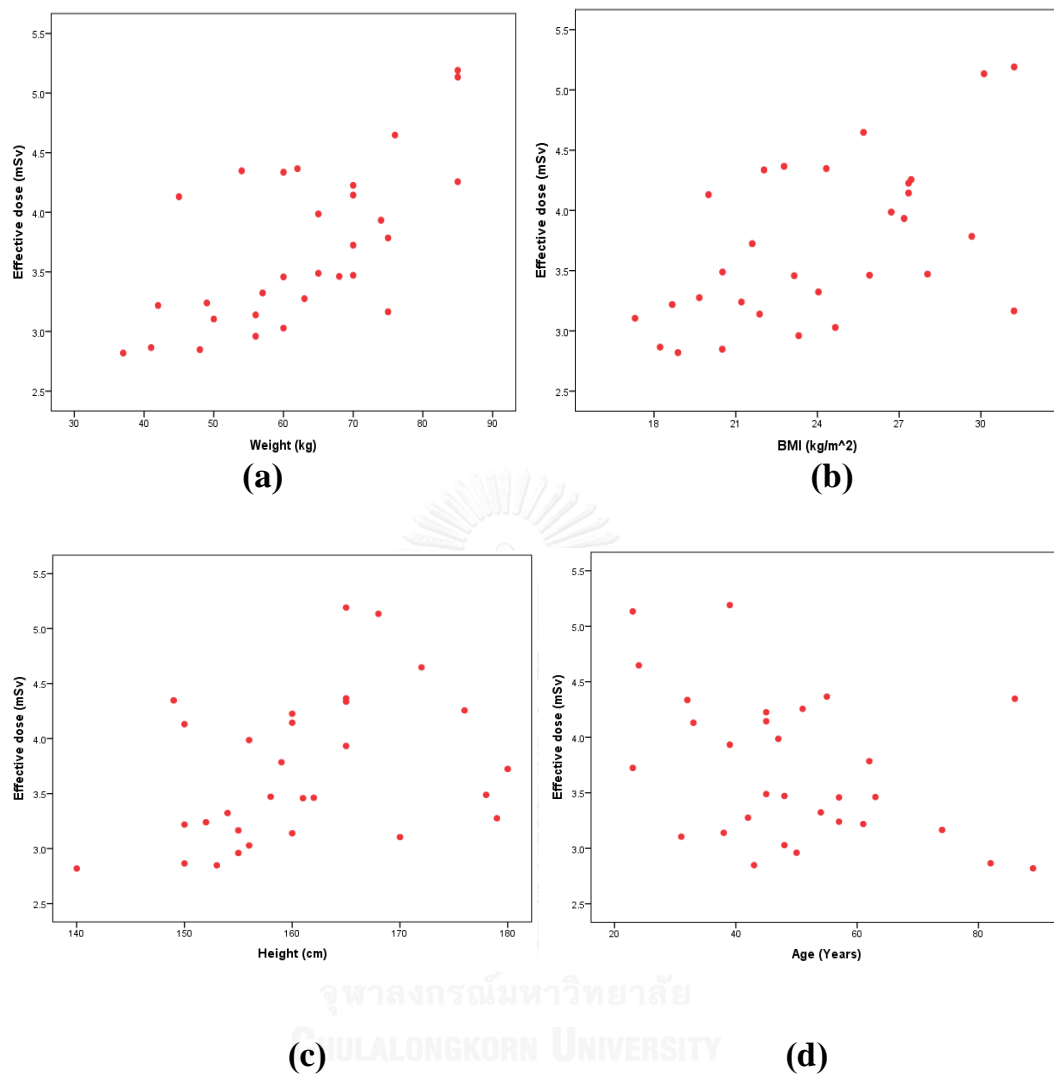 5.5
5.0
4.5
4.0
3.5
3.0
2.5
Effective dose (mSv)
30 40 50 60 70 80 90
Weight (kg)
(a)
5.5
5.0
4.5
4.0
3.5
3.0
2.5
Effective dose (mSv)
18 21 24 27 30
BMI (kg/m^2)
(b)
5.5
5.0
4.5
4.0
3.5
3.0
2.5
Effective dose (mSv)
140 150 160 170 180
Height (cm)
(c)
5.5
5.0
4.5
4.0
3.5
3.0
2.5
Effective dose (mSv)
20 40 60 80
Age (Years)
(d)
จุฬาลงกรณ์มหาวิทยาลัย
CHULALONGKORN UNIVERSITY